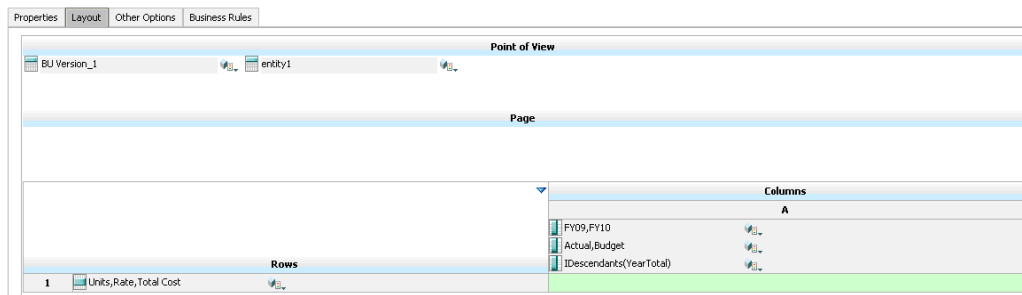 Properties Layout Other Options Business Rules
Point of View
BU Version_1 entity1
Page
Columns
A
FY09,FY10
Actual,Budget
Rows IDescendants(YearTotal)
1 Units,Rate,Total Cost